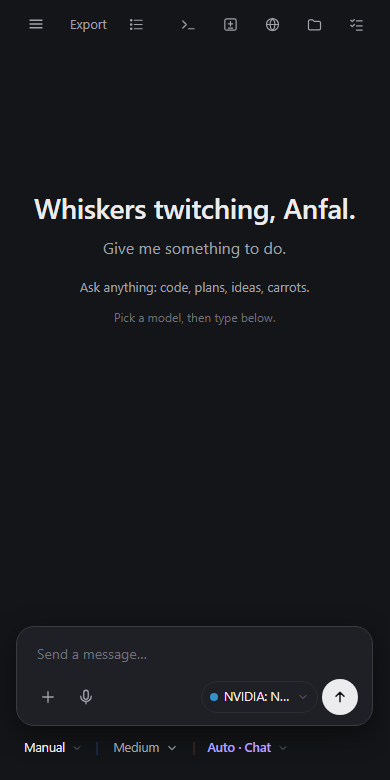 Export
Whiskers twitching, Anfal.
Give me something to do.
Ask anything: code, plans, ideas, carrots.
Pick a model, then type below.
Send a message...
NVIDIA: N...
Manual | Medium | Auto · Chat